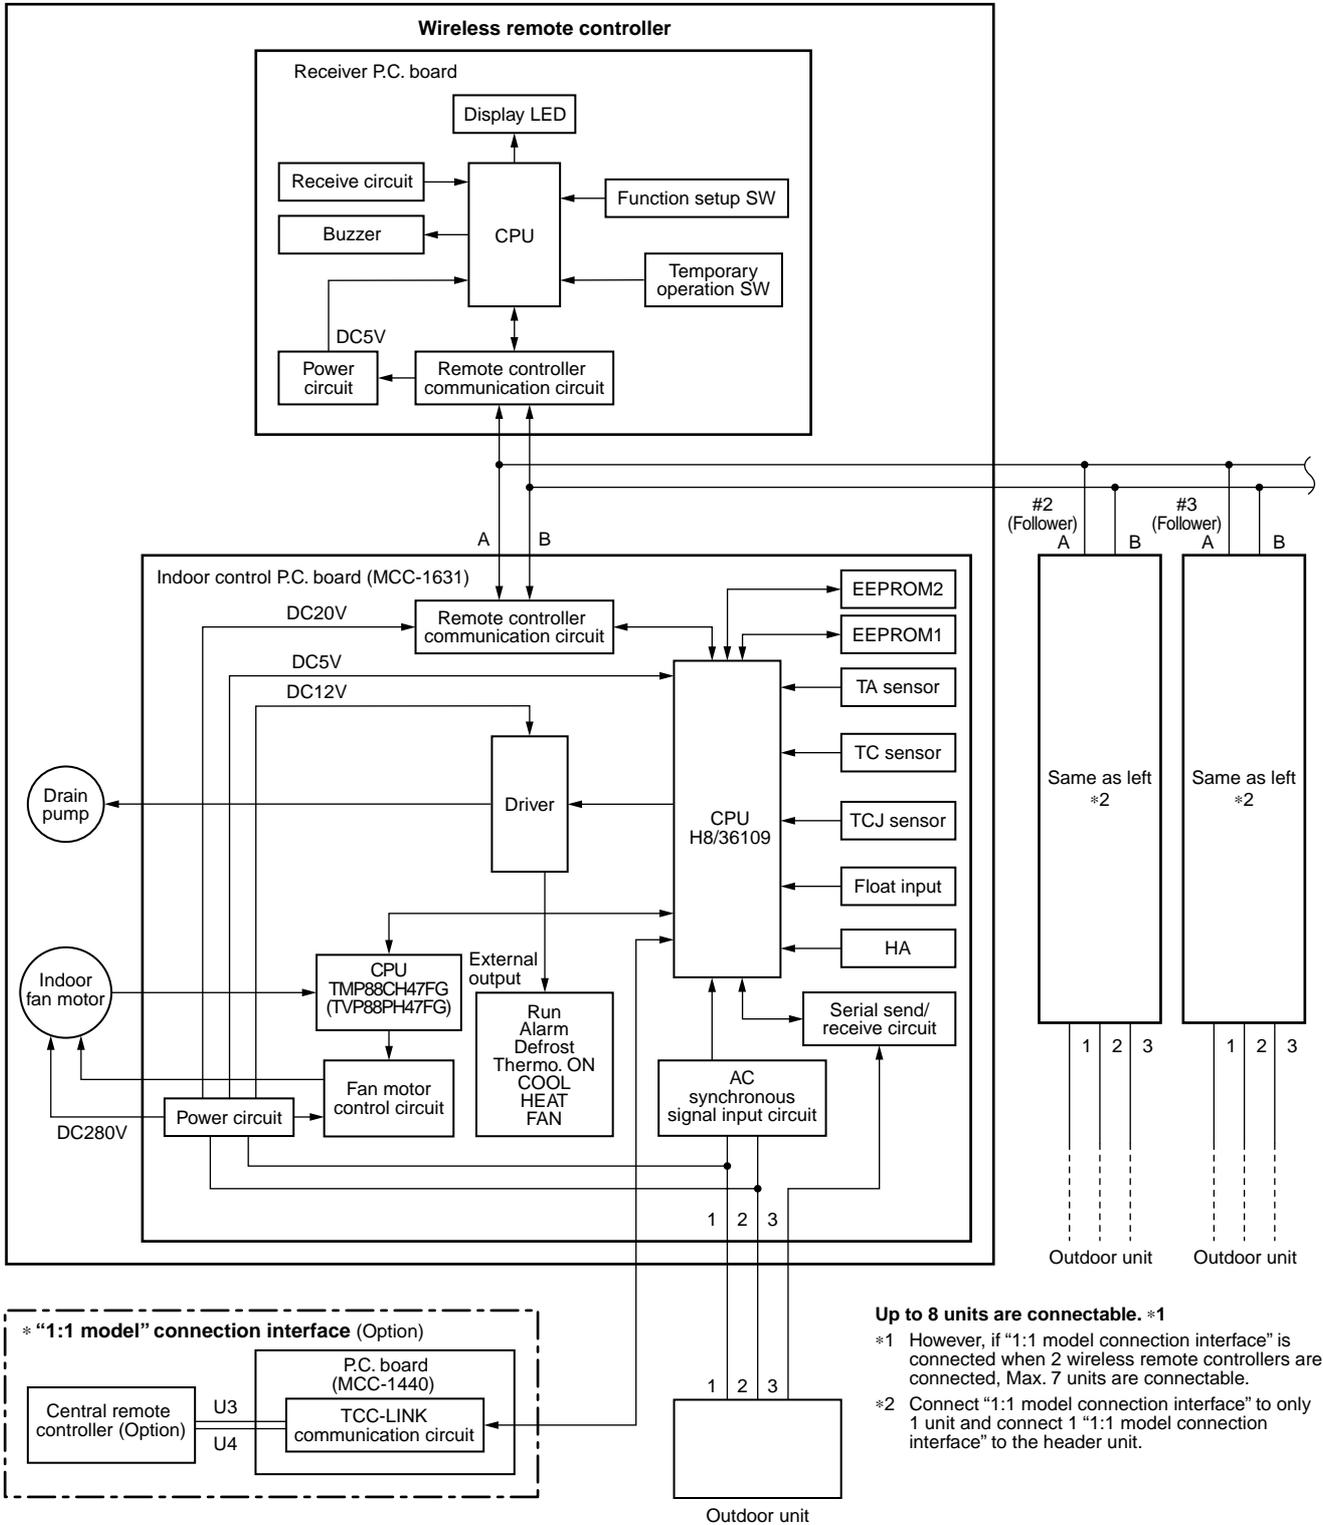 Wireless remote controller
Receiver P.C. board
Display LED
Receive circuit
Function setup SW
Buzzer
CPU
Temporary
operation SW
DC5V
Power
circuit
Remote controller
communication circuit
#2
(Follower)
#3
(Follower)
A
B
A
B
A
B
Indoor control P.C. board (MCC-1631)
DC20V
Remote controller
communication circuit
EEPROM2
EEPROM1
DC5V
DC12V
TA sensor
TC sensor
Same as left
∗2
Same as left
∗2
Drain
pump
Driver
CPU
H8/36109
TCJ sensor
Float input
HA
External
output
Indoor
fan motor
CPU
TMP88CH47FG
(TVP88PH47FG)
Run
Alarm
Defrost
Thermo. ON
COOL
HEAT
FAN
Serial send/
receive circuit
1
2
3
1
2
3
Fan motor
control circuit
AC
synchronous
signal input circuit
Power circuit
DC280V
1
2
3
Outdoor unit
Outdoor unit
∗ “1:1 model” connection interface (Option)
P.C. board
(MCC-1440)
Central remote
controller (Option)
U3
U4
TCC-LINK
communication circuit
1
2
3
Outdoor unit
Up to 8 units are connectable. ∗1
∗1 However, if “1:1 model connection interface” is
connected when 2 wireless remote controllers are
connected, Max. 7 units are connectable.
∗2 Connect “1:1 model connection interface” to only
1 unit and connect 1 “1:1 model connection
interface” to the header unit.